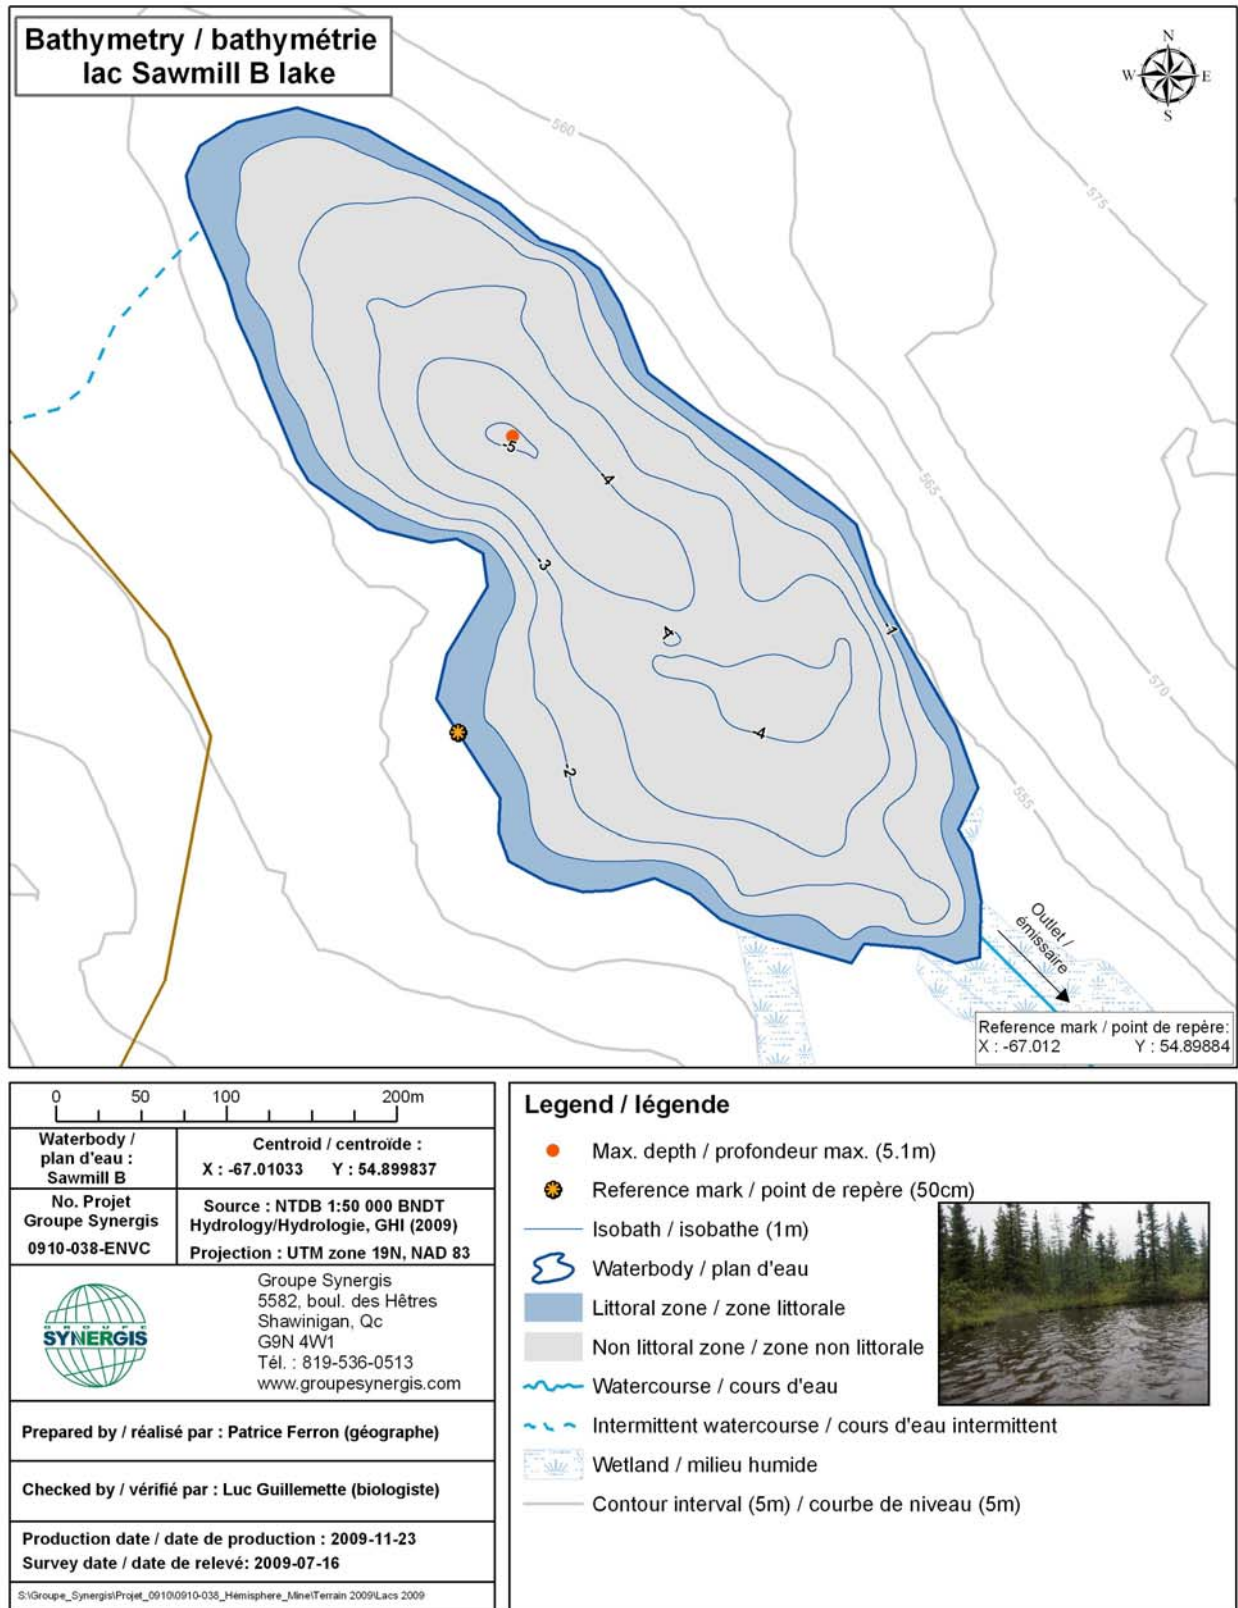 Bathymetry / bathymétrie
lac Sawmill B lake
N
W E
S
560
575
565
570
555
-5
-4
-3
-4
-1
-4
-2
Outlet /
émissaire
Reference mark / point de repère:
X : -67.012 Y : 54.89884
0 50 100 200m
Waterbody /
plan d'eau :
Sawmill B
Centroid / centroïde :
X : -67.01033 Y : 54.899837
No. Projet
Groupe Synergis
0910-038-ENVC
Source : NTDB 1:50 000 BNDT
Hydrology/Hydrologie, GHI (2009)
Projection : UTM zone 19N, NAD 83
GROUPE
SYNERGIS
Groupe Synergis
5582, boul. des Hêtres
Shawinigan, Qc
G9N 4W1
Tél. : 819-536-0513
www.groupesynergis.com
Prepared by / réalisé par : Patrice Ferron (géographe)
Checked by / vérifié par : Luc Guillemette (biologiste)
Production date / date de production : 2009-11-23
Survey date / date de relevé: 2009-07-16
S:\Groupe_Synergis\Projet_0910\0910-038_Hémisphere_Mine\Terrain 2009\Lacs 2009
Legend / légende
Max. depth / profondeur max. (5.1m)
Reference mark / point de repère (50cm)
Isobath / isobathe (1m)
Waterbody / plan d'eau
Littoral zone / zone littorale
Non littoral zone / zone non littorale
Watercourse / cours d'eau
Intermittent watercourse / cours d'eau intermittent
Wetland / milieu humide
Contour interval (5m) / courbe de niveau (5m)